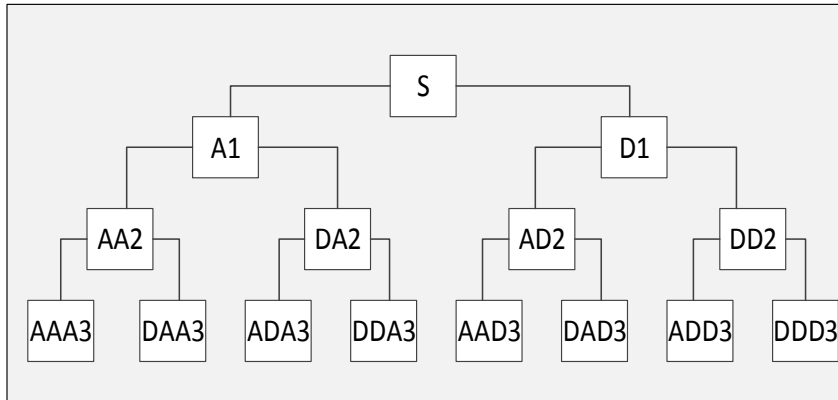 S
A1 D1
AA2 DA2 AD2 DD2
AAA3 DAA3 ADA3 DDA3 AAD3 DAD3 ADD3 DDD3